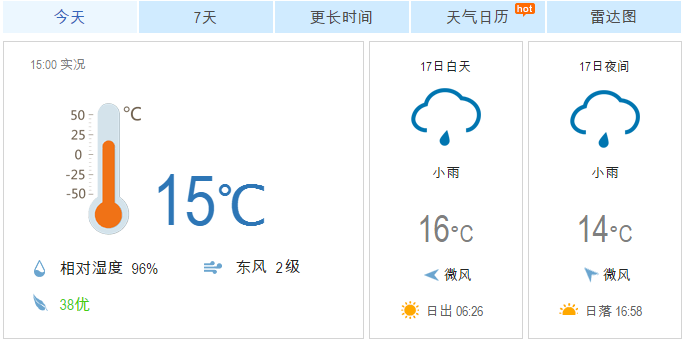 今天
7天
更长时间
天气日历
hot
雷达图
15:00 实况
℃
50
25
0
-25
-50
15℃
相对湿度 96%
东风 2级
38优
17日白天
小雨
16℃
微风
日出 06:26
17日夜间
小雨
14℃
微风
日落 16:58